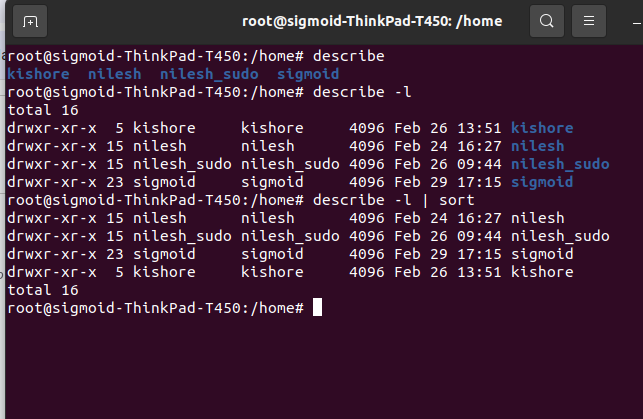 root@sigmoid-ThinkPad-T450: /home
root@sigmoid-ThinkPad-T450:/home# describe
kishore  nilesh  nilesh_sudo  sigmoid
root@sigmoid-ThinkPad-T450:/home# describe -l
total 16
drwxr-xr-x  5 kishore     kishore     4096 Feb 26 13:51 kishore
drwxr-xr-x 15 nilesh      nilesh      4096 Feb 24 16:27 nilesh
drwxr-xr-x 15 nilesh_sudo nilesh_sudo 4096 Feb 26 09:44 nilesh_sudo
drwxr-xr-x 23 sigmoid     sigmoid     4096 Feb 29 17:15 sigmoid
root@sigmoid-ThinkPad-T450:/home# describe -l | sort
drwxr-xr-x 15 nilesh      nilesh      4096 Feb 24 16:27 nilesh
drwxr-xr-x 15 nilesh_sudo nilesh_sudo 4096 Feb 26 09:44 nilesh_sudo
drwxr-xr-x 23 sigmoid     sigmoid     4096 Feb 29 17:15 sigmoid
drwxr-xr-x  5 kishore     kishore     4096 Feb 26 13:51 kishore
total 16
root@sigmoid-ThinkPad-T450:/home#